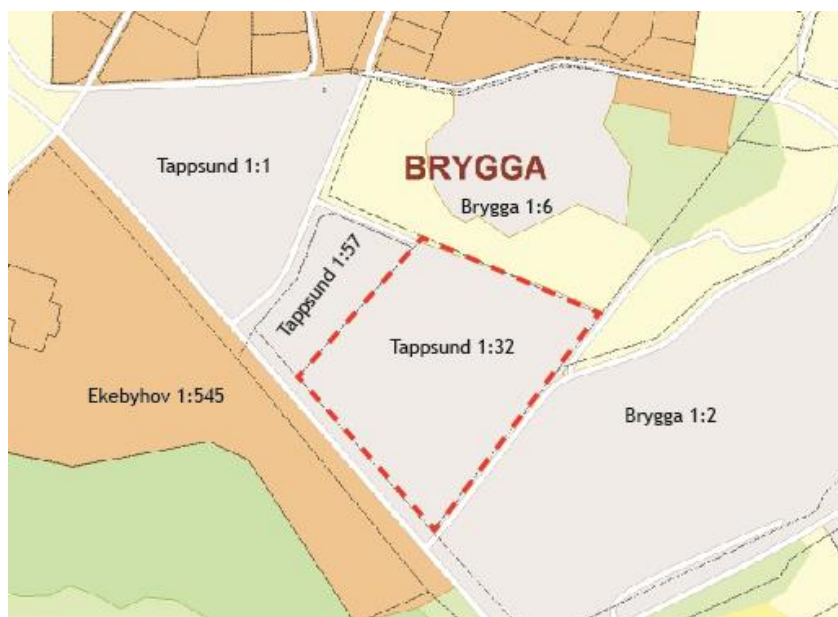 Tappsund 1:1
BRYGGA
Brygga 1:6
Tappsund 1:57
Tappsund 1:32
Ekebyhov 1:545
Brygga 1:2